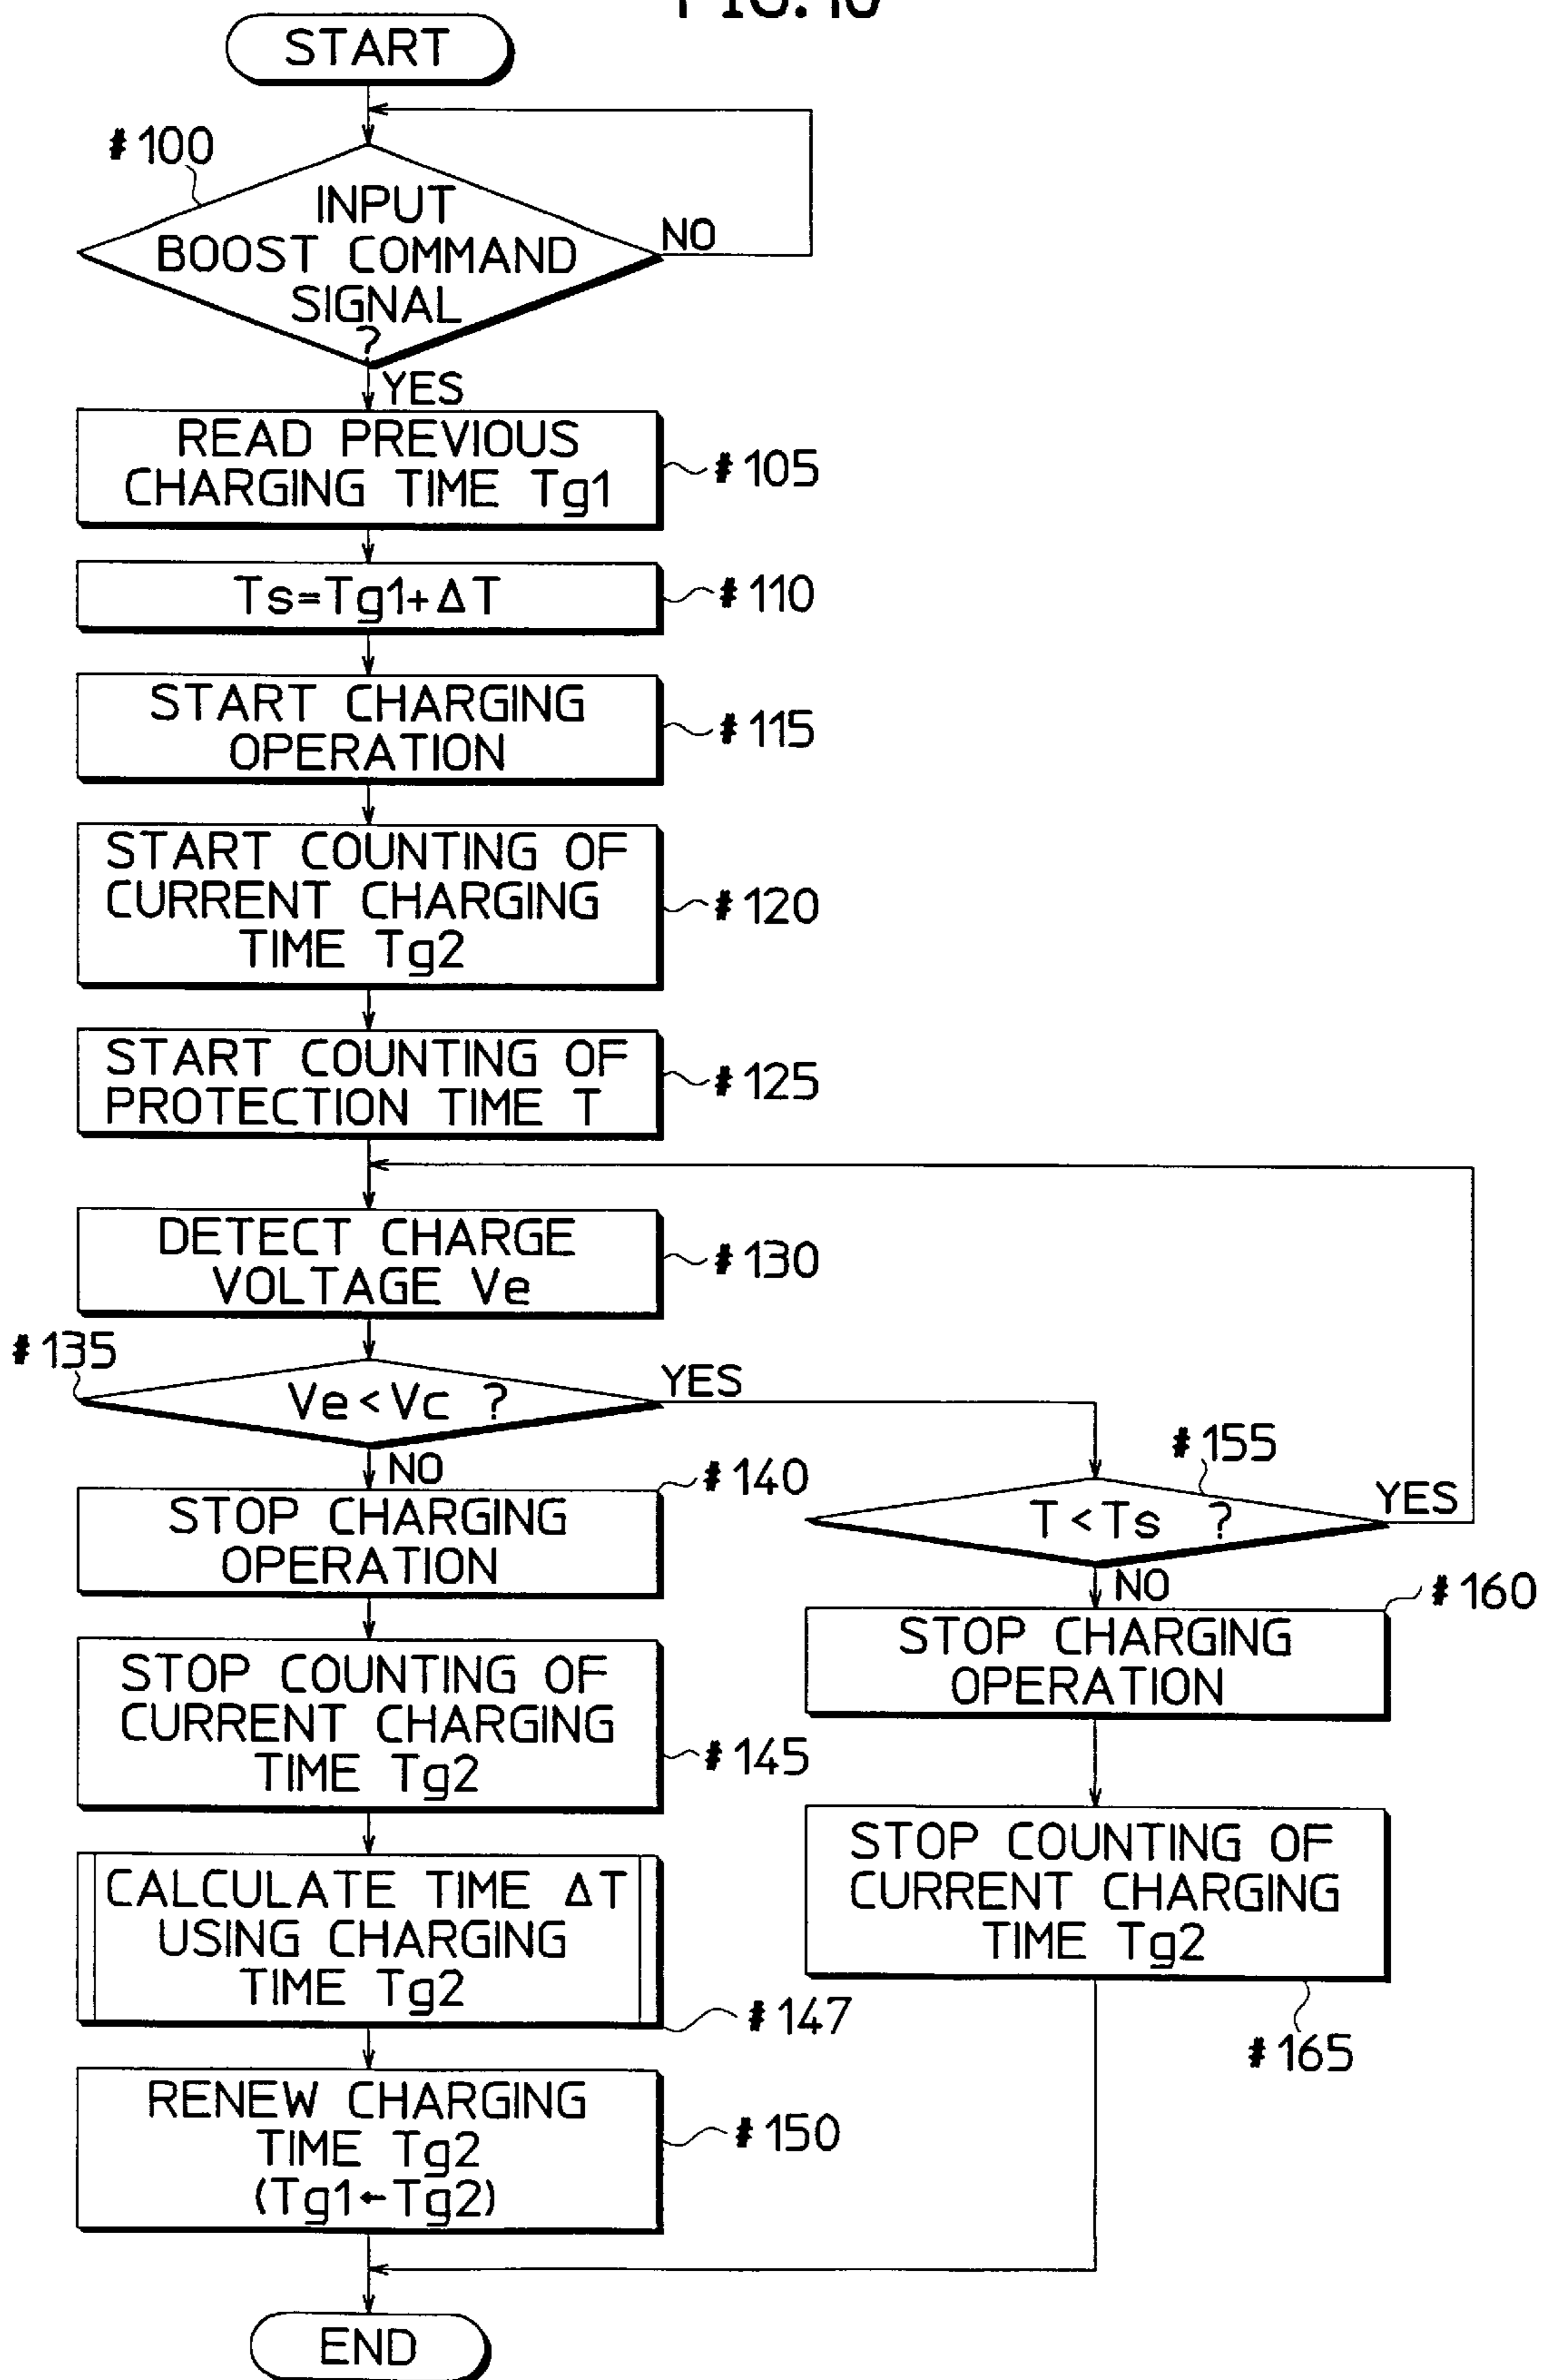 START
#100
INPUT
BOOST COMMAND
SIGNAL
?
NO
YES
READ PREVIOUS
CHARGING TIME Tg1
#105
Ts=Tg1+ΔT
#110
START CHARGING
OPERATION
#115
START COUNTING OF
CURRENT CHARGING
TIME Tg2
#120
START COUNTING OF
PROTECTION TIME T
#125
DETECT CHARGE
VOLTAGE Ve
#130
#135
Ve<Vc ?
YES
NO
#140
STOP CHARGING
OPERATION
#155
T<Ts ?
YES
NO
#160
STOP CHARGING
OPERATION
STOP COUNTING OF
CURRENT CHARGING
TIME Tg2
#145
STOP COUNTING OF
CURRENT CHARGING
TIME Tg2
#165
CALCULATE TIME ΔT
USING CHARGING
TIME Tg2
#147
RENEW CHARGING
TIME Tg2
(Tg1←Tg2)
#150
END